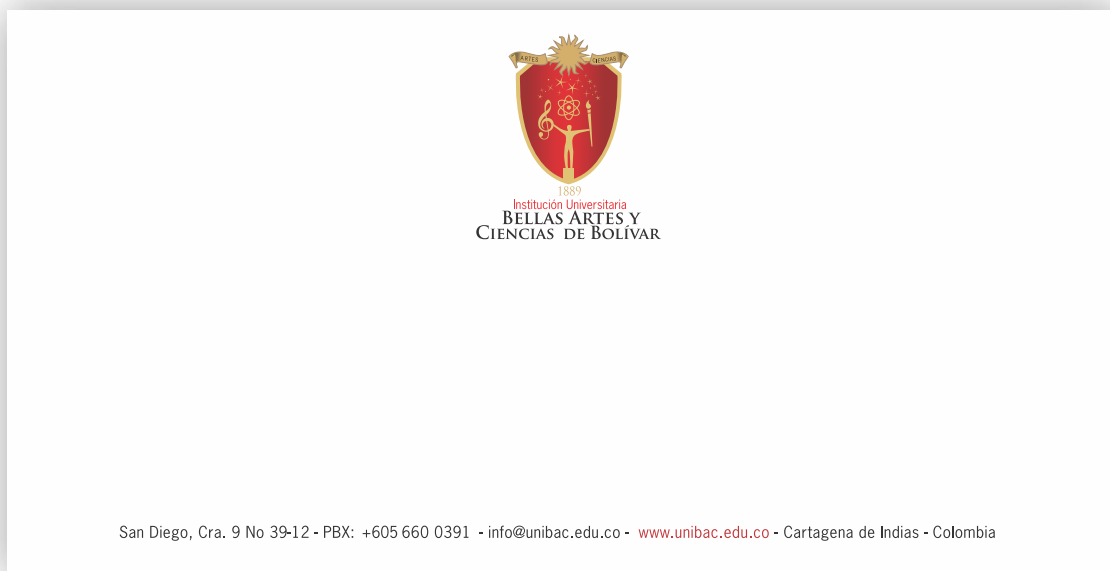 ARTES
CIENCIAS
1889
Institución Universitaria
BELLAS ARTES Y
CIENCIAS DE BOLÍVAR
San Diego, Cra. 9 No 39-12 - PBX: +605 660 0391 - info@unibac.edu.co - www.unibac.edu.co - Cartagena de Indias - Colombia